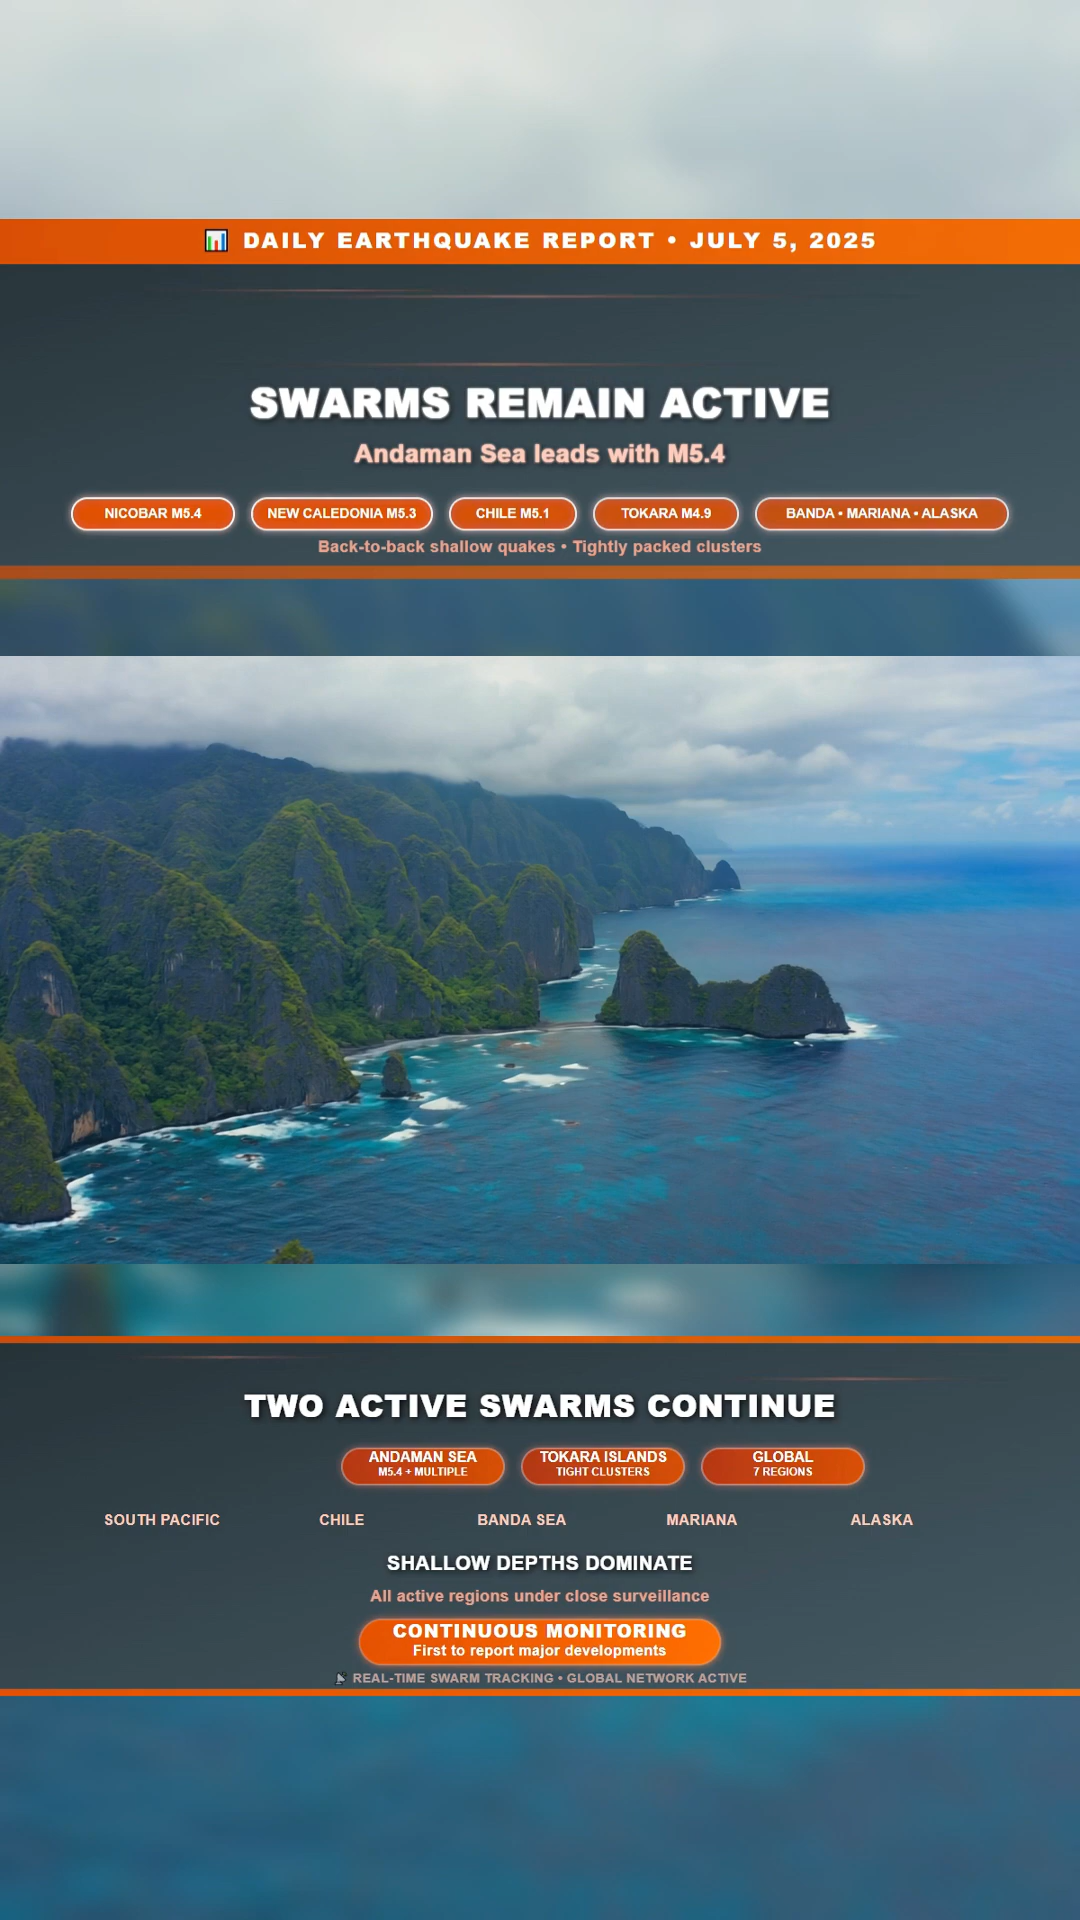 📊 DAILY EARTHQUAKE REPORT • JULY 5, 2025
SWARMS REMAIN ACTIVE
Andaman Sea leads with M5.4
NICOBAR M5.4 NEW CALEDONIA M5.3 CHILE M5.1 TOKARA M4.9 BANDA • MARIANA • ALASKA
Back-to-back shallow quakes • Tightly packed clusters
TWO ACTIVE SWARMS CONTINUE
ANDAMAN SEA TOKARA ISLANDS GLOBAL
M5.4 + MULTIPLE TIGHT CLUSTERS 7 REGIONS
SOUTH PACIFIC CHILE BANDA SEA MARIANA ALASKA
SHALLOW DEPTHS DOMINATE
All active regions under close surveillance
CONTINUOUS MONITORING
First to report major developments
📡 REAL-TIME SWARM TRACKING • GLOBAL NETWORK ACTIVE